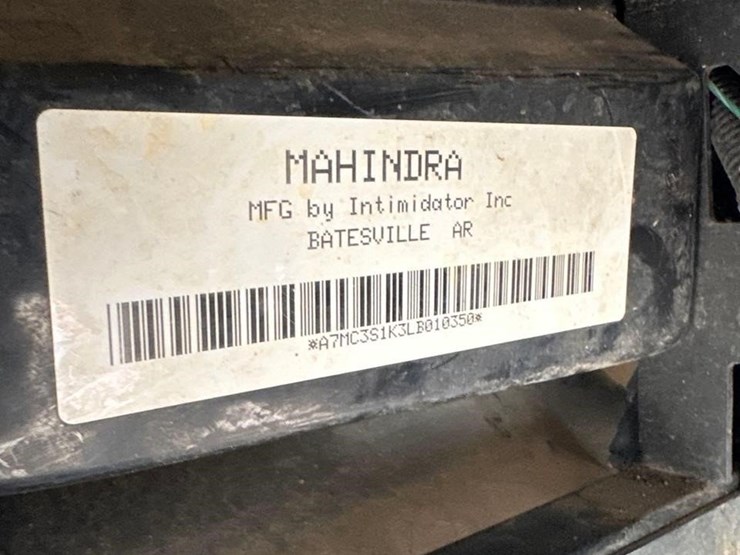 MAHINDRA
MFG by Intimidator Inc
BATESVILLE AR
*A7MC3S1K3LB010350*